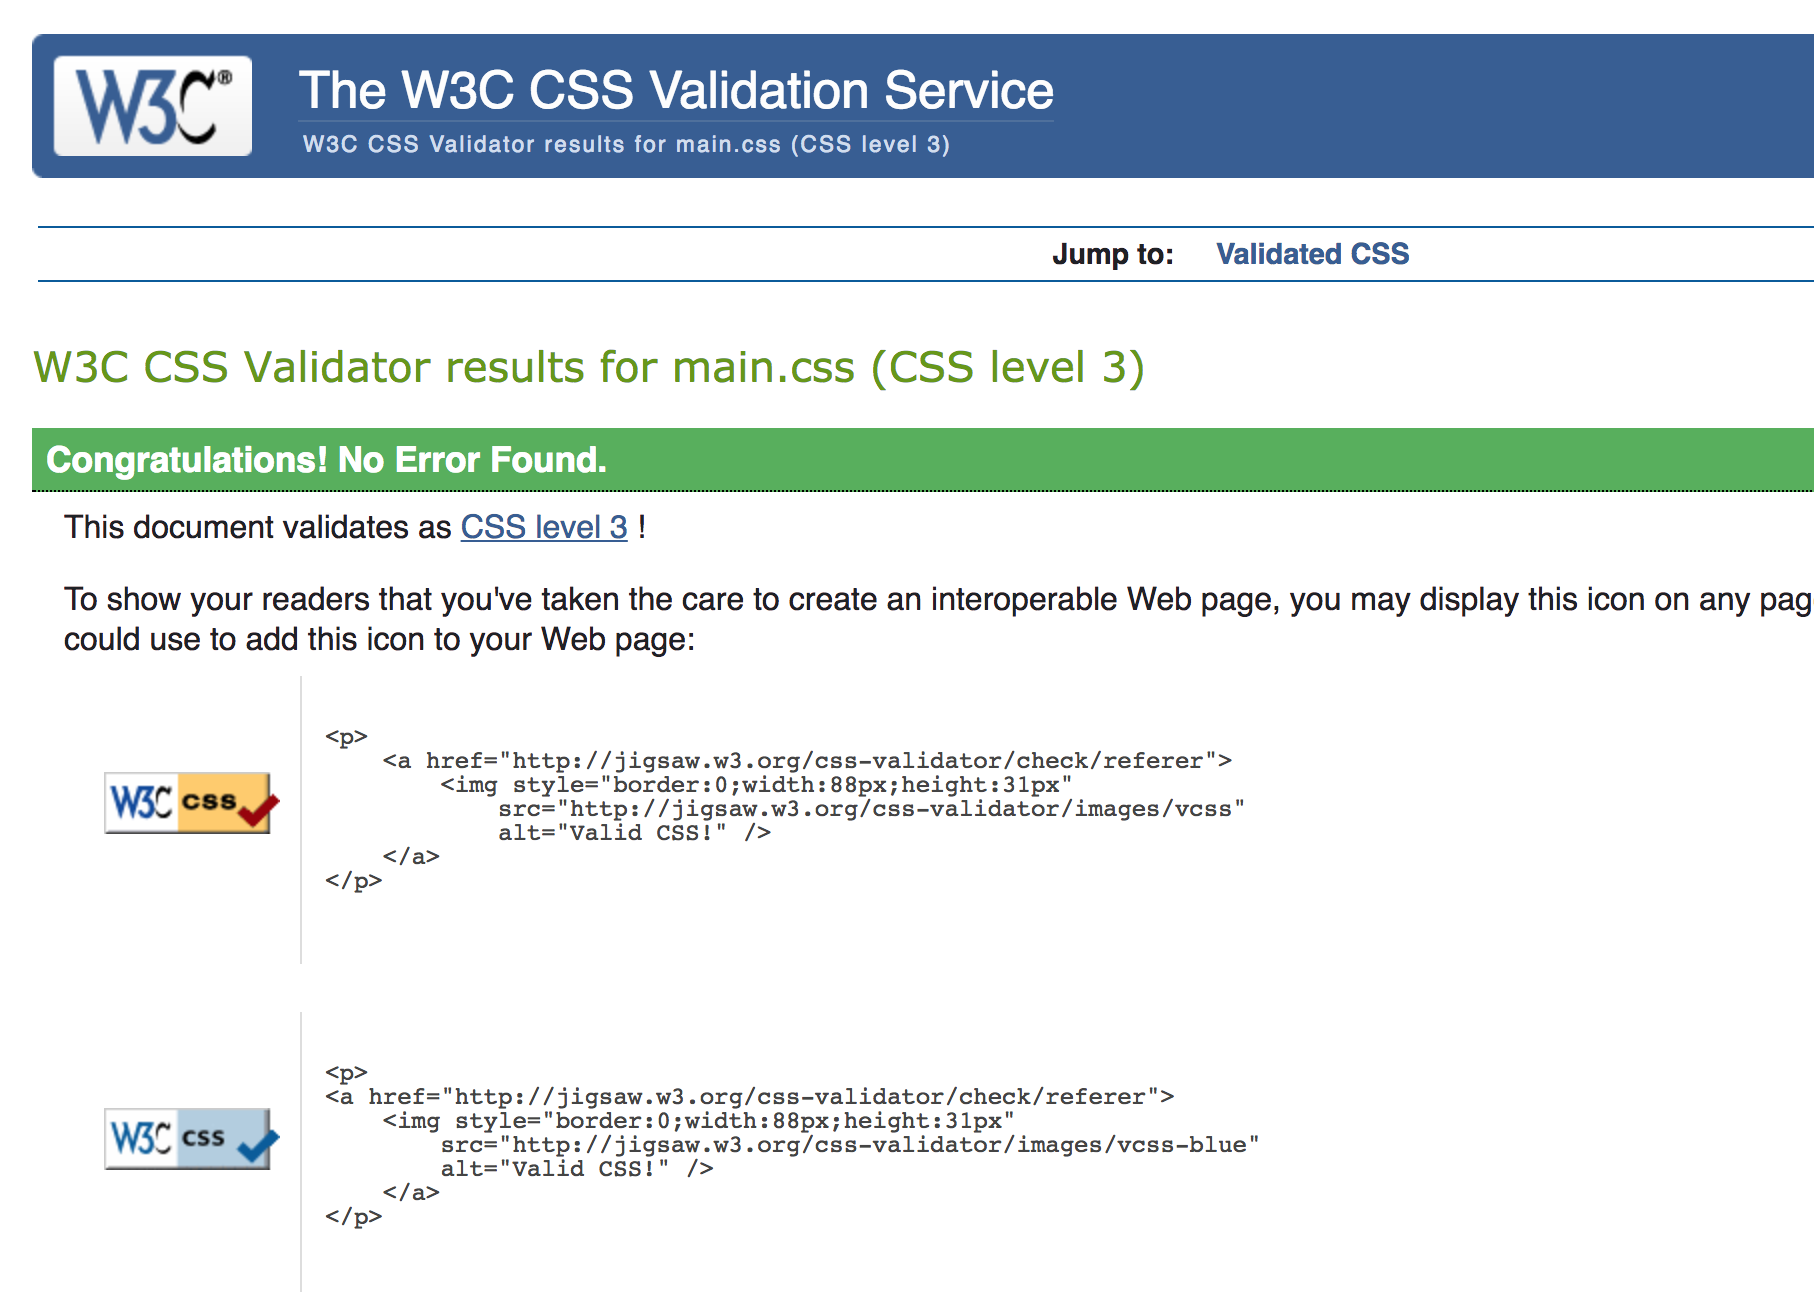 W3C®
The W3C CSS Validation Service
W3C CSS Validator results for main.css (CSS level 3)
Jump to: Validated CSS
W3C CSS Validator results for main.css (CSS level 3)
Congratulations! No Error Found.
This document validates as CSS level 3 !
To show your readers that you've taken the care to create an interoperable Web page, you may display this icon on any pag
could use to add this icon to your Web page:
W3C css
<p>
    <a href="http://jigsaw.w3.org/css-validator/check/referer">
        <img style="border:0;width:88px;height:31px"
            src="http://jigsaw.w3.org/css-validator/images/vcss"
            alt="Valid CSS!" />
    </a>
</p>
W3C css
<p>
<a href="http://jigsaw.w3.org/css-validator/check/referer">
    <img style="border:0;width:88px;height:31px"
        src="http://jigsaw.w3.org/css-validator/images/vcss-blue"
        alt="Valid CSS!" />
    </a>
</p>